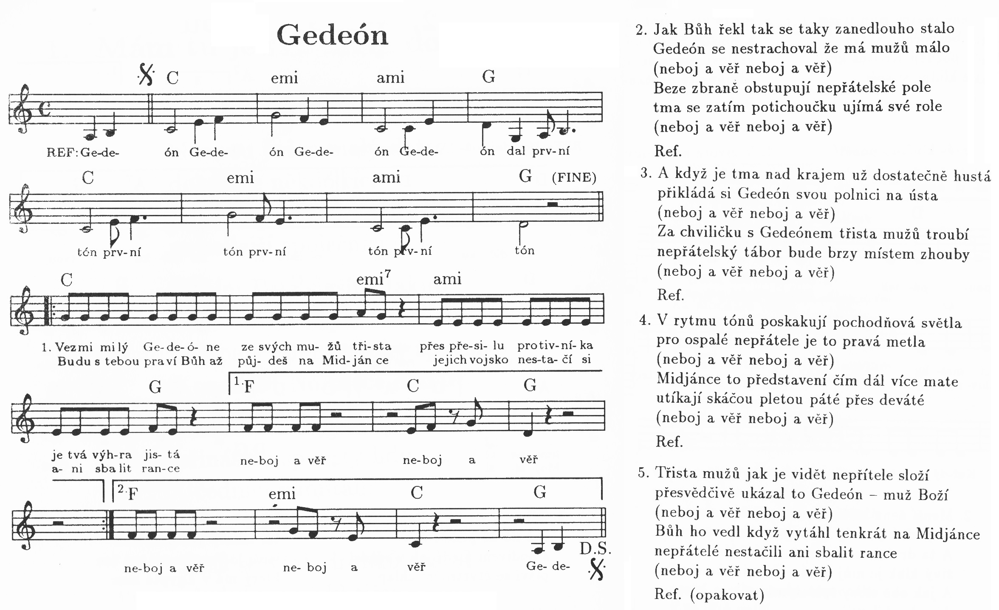 Gedeón
C emi ami G
REF: Ge-de- ón Ge-de- ón Ge-de- ón Ge-de- ón dal prv-ní
C emi ami G (FINE)
tón prv-ní tón prv-ní tón prv-ní tón
C emi7 ami
1. Vezmi milý Ge-de-ó- ne ze svých mu- žů tři-sta přes pře-si- lu protiv-ní-ka
Budu s tebou praví Bůh až půj- deš na Mid-ján ce jejich vojsko nes-ta- čí si
G 1. F C G
je tvá výh-ra jis- tá ne-boj a věř ne-boj a věř
a- ni sba lit ran-ce
2. F emi C G
D.S.
ne-boj a věř ne- boj a věř Ge- de-
2. Jak Bůh řekl tak se taky zanedlouho stalo
Gedeón se nestrachoval že má mužů málo
(neboj a věř neboj a věř)
Beze zbraně obstupují nepřátelské pole
tma se zatím potichoučku ujímá své role
(neboj a věř neboj a věř)
Ref.
3. A když je tma nad krajem už dostatečně hustá
přikládá si Gedeón svou polnici na ústa
(neboj a věř neboj a věř)
Za chviličku s Gedeónem třista mužů troubí
nepřátelský tábor bude brzy místem zhouby
(neboj a věř neboj a věř)
Ref.
4. V rytmu tónů poskakují pochodňová světla
pro ospalé nepřátele je to pravá metla
(neboj a věř neboj a věř)
Midjánce to představení čím dál více mate
utíkají skáčou pletou páté přes deváté
(neboj a věř neboj a věř)
Ref.
5. Třista mužů jak je vidět nepřítele složí
přesvědčivě ukázal to Gedeón – muž Boží
(neboj a věř neboj a věř)
Bůh ho vedl když vytáhl tenkrát na Midjánce
nepřátelé nestačili ani sbalit rance
(neboj a věř neboj a věř)
Ref. (opakovat)